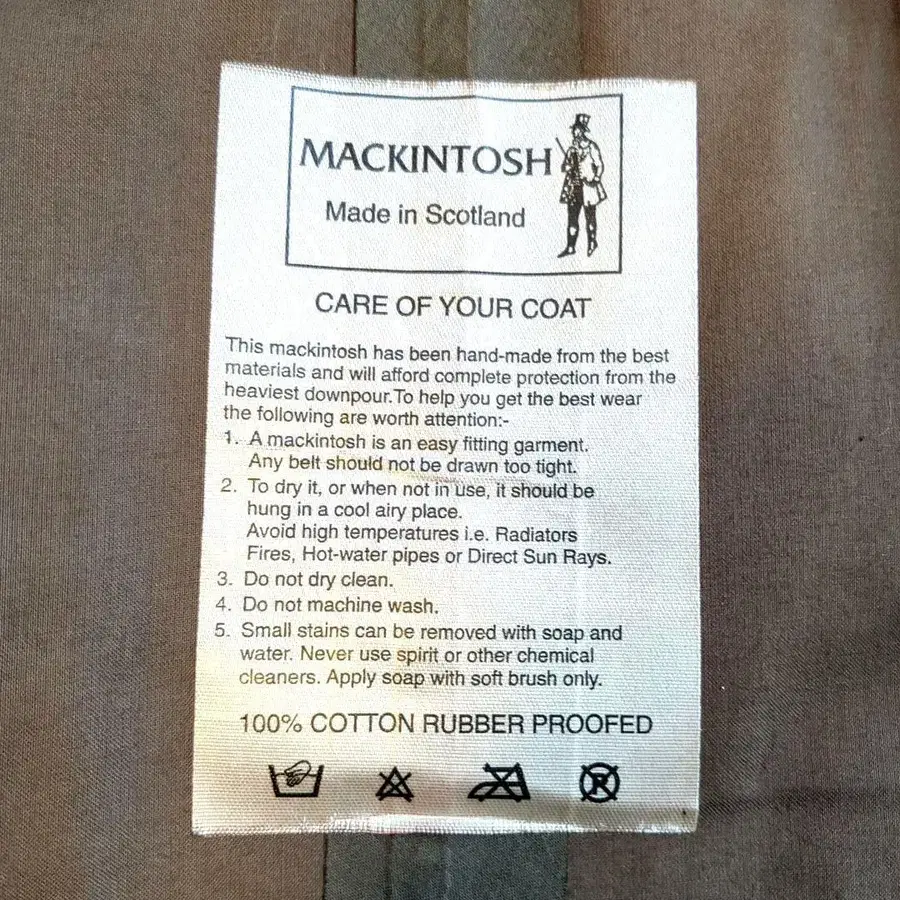 MACKINTOSH
Made in Scotland
CARE OF YOUR COAT
This mackintosh has been hand-made from the best
materials and will afford complete protection from the
heaviest downpour.To help you get the best wear
the following are worth attention:-
1. A mackintosh is an easy fitting garment.
Any belt should not be drawn too tight.
2. To dry it, or when not in use, it should be
hung in a cool airy place.
Avoid high temperatures i.e. Radiators
Fires, Hot-water pipes or Direct Sun Rays.
3. Do not dry clean.
4. Do not machine wash.
5. Small stains can be removed with soap and
water. Never use spirit or other chemical
cleaners. Apply soap with soft brush only.
100% COTTON RUBBER PROOFED